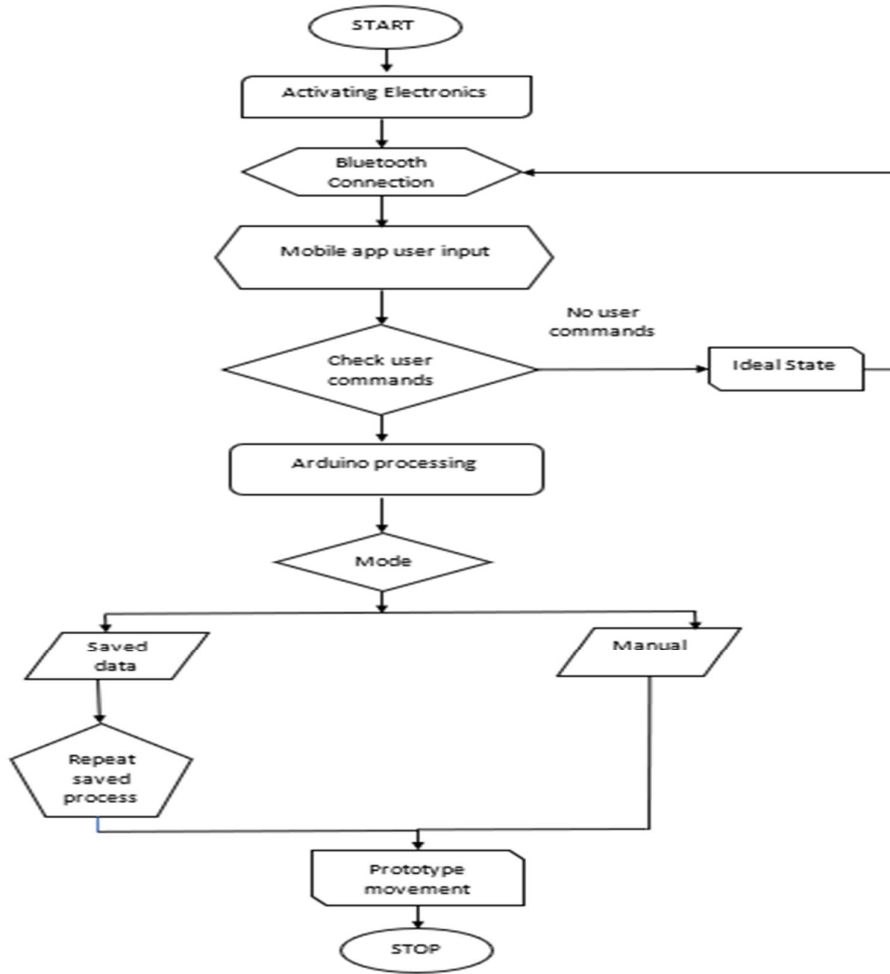 START
Activating Electronics
Bluetooth
Connection
Mobile app user input
No user
commands
Check user
commands
Ideal State
Arduino processing
Mode
Saved
data
Manual
Repeat
saved
process
Prototype
movement
STOP